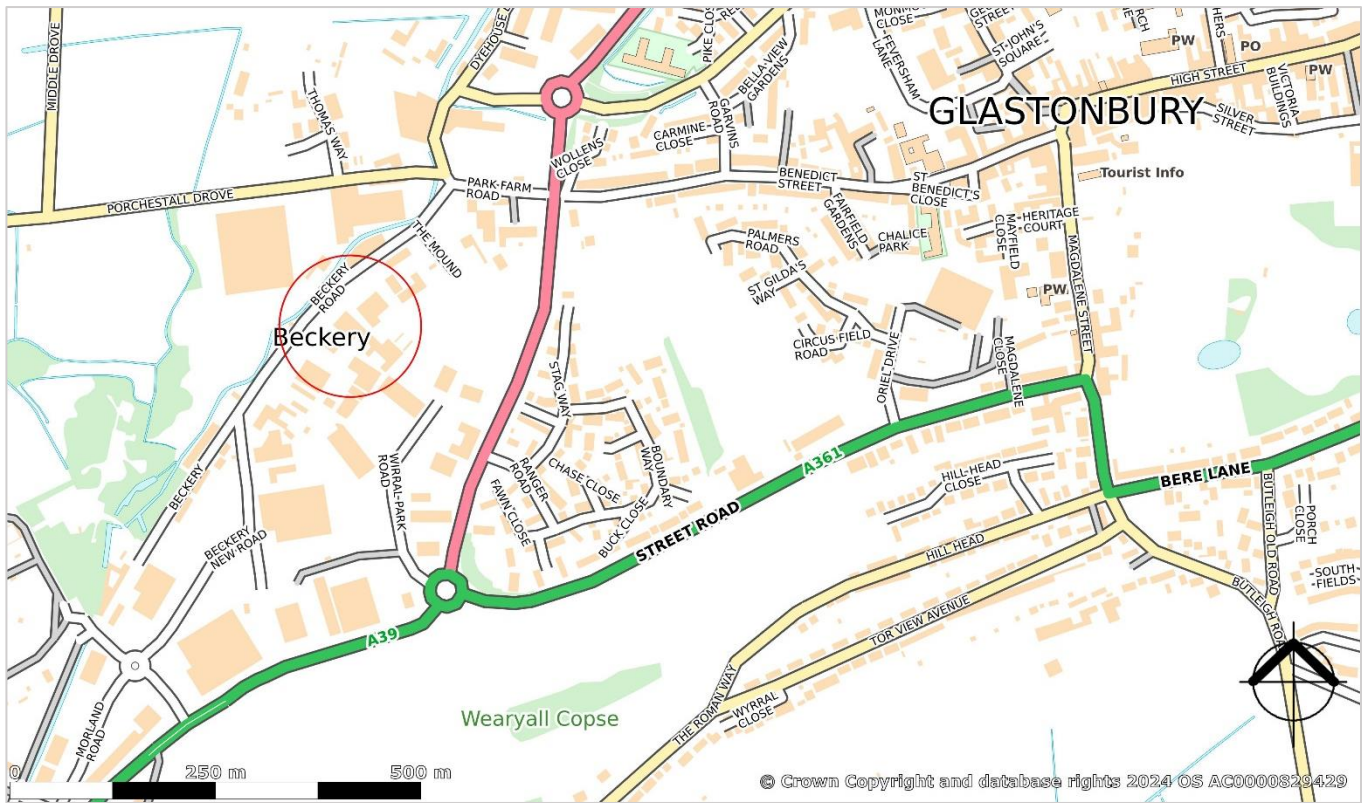 MIDDLE DROVE
DYEHOUSE
PIKE CLO
MONM
CLOSE
STREET
ST JOHN'S
SQUARE
PW
PO
HIGH STREET
PW
VICTORIA
BUILDINGS
SILVER
STREET
FEVERSHAM
LANE
BELLA VIEW
GARDENS
GARVINS
ROAD
CARMINE
CLOSE
GLASTONBURY
THOMAS WAY
WOLLENS
CLOSE
PORCHESTALL DROVE
PARK FARM
ROAD
BENEDICT
STREET
ST
BENEDICT'S
CLOSE
Tourist Info
THE MOUND
FAIRFIELD
GARDENS
CHALICE
PARK
HERITAGE
COURT
MAYFIELD
CLOSE
PALMERS
ROAD
ST GILDA'S
WAY
MAGDALENE STREET
PW
BECKERY
ROAD
Beckery
CIRCUS FIELD
ROAD
ORIEL DRIVE
MAGDALENE
CLOSE
STAG WAY
BOUNDARY
WAY
RANGER
ROAD
CHASE CLOSE
FAWN CLOSE
BUCK CLOSE
WIRRAL PARK
ROAD
A361
STREET ROAD
HILL HEAD
CLOSE
BERE LANE
BUTLEIGH OLD ROAD
PORCH
CLOSE
BECKERY
BECKERY
NEW ROAD
HILL HEAD
SOUTH
FIELDS
BUTLEIGH ROA
TOR VIEW AVENUE
A39
Wearyall Copse
THE ROMAN WAY
WYRRAL
CLOSE
MORLAND
ROAD
0
250 m
500 m
© Crown Copyright and database rights 2024 OS AC0000829429